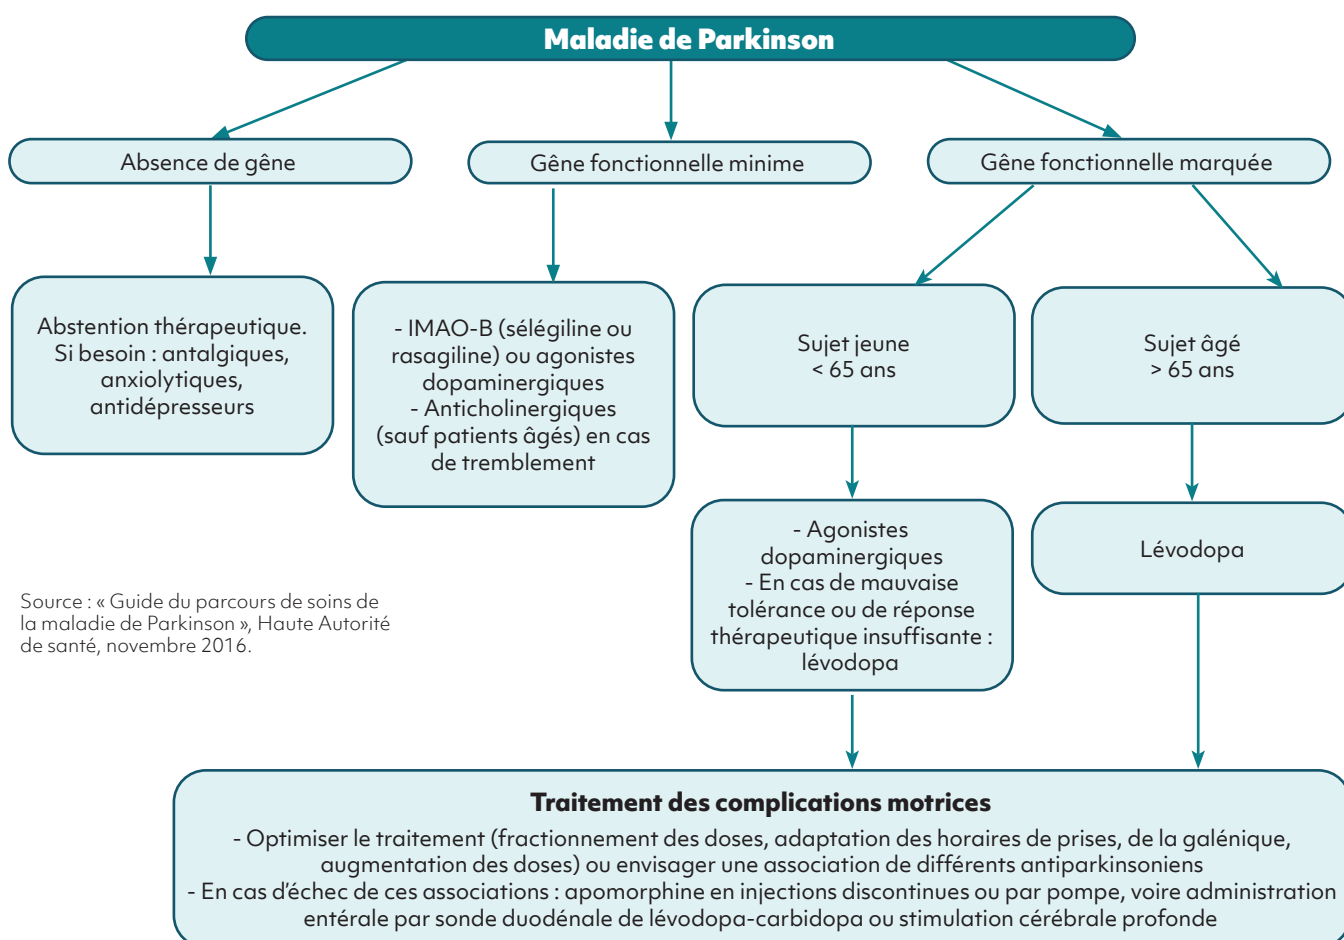 Maladie de Parkinson
Absence de gêne
Gêne fonctionnelle minime
Gêne fonctionnelle marquée
Abstention thérapeutique.
Si besoin : antalgiques,
anxiolytiques,
antidépresseurs
- IMAO-B (sélégiline ou
rasagiline) ou agonistes
dopaminergiques
- Anticholinergiques
(sauf patients âgés) en cas
de tremblement
Sujet jeune
< 65 ans
Sujet âgé
> 65 ans
- Agonistes
dopaminergiques
- En cas de mauvaise
tolérance ou de réponse
thérapeutique insuffisante :
lévodopa
Lévodopa
Source : « Guide du parcours de soins de
la maladie de Parkinson », Haute Autorité
de santé, novembre 2016.
Traitement des complications motrices
- Optimiser le traitement (fractionnement des doses, adaptation des horaires de prises, de la galénique,
augmentation des doses) ou envisager une association de différents antiparkinsoniens
- En cas d’échec de ces associations : apomorphine en injections discontinues ou par pompe, voire administration
entérale par sonde duodénale de lévodopa-carbidopa ou stimulation cérébrale profonde